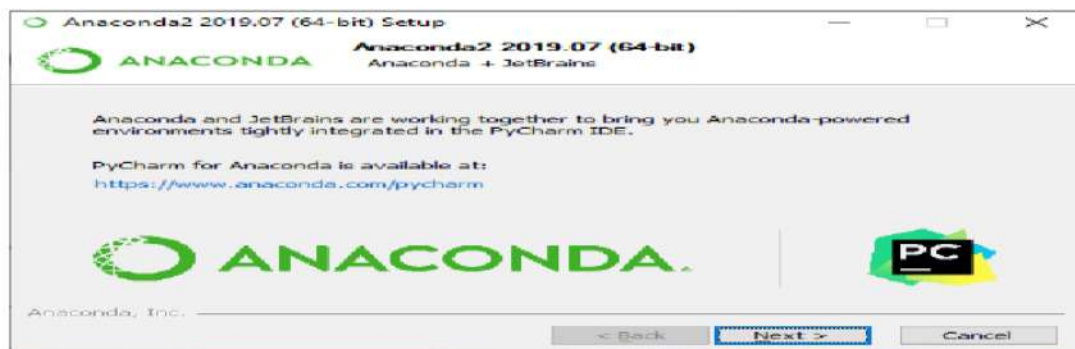 Anaconda2 2019.07 (64-bit) Setup
ANACONDA
Anaconda2 2019.07 (64-bit)
Anaconda + JetBrains
Anaconda and JetBrains are working together to bring you Anaconda-powered
environments tightly integrated in the PyCharm IDE.
PyCharm for Anaconda is available at:
https://www.anaconda.com/pycharm
ANACONDA.
PC
Anaconda, Inc.
< Back Next > Cancel